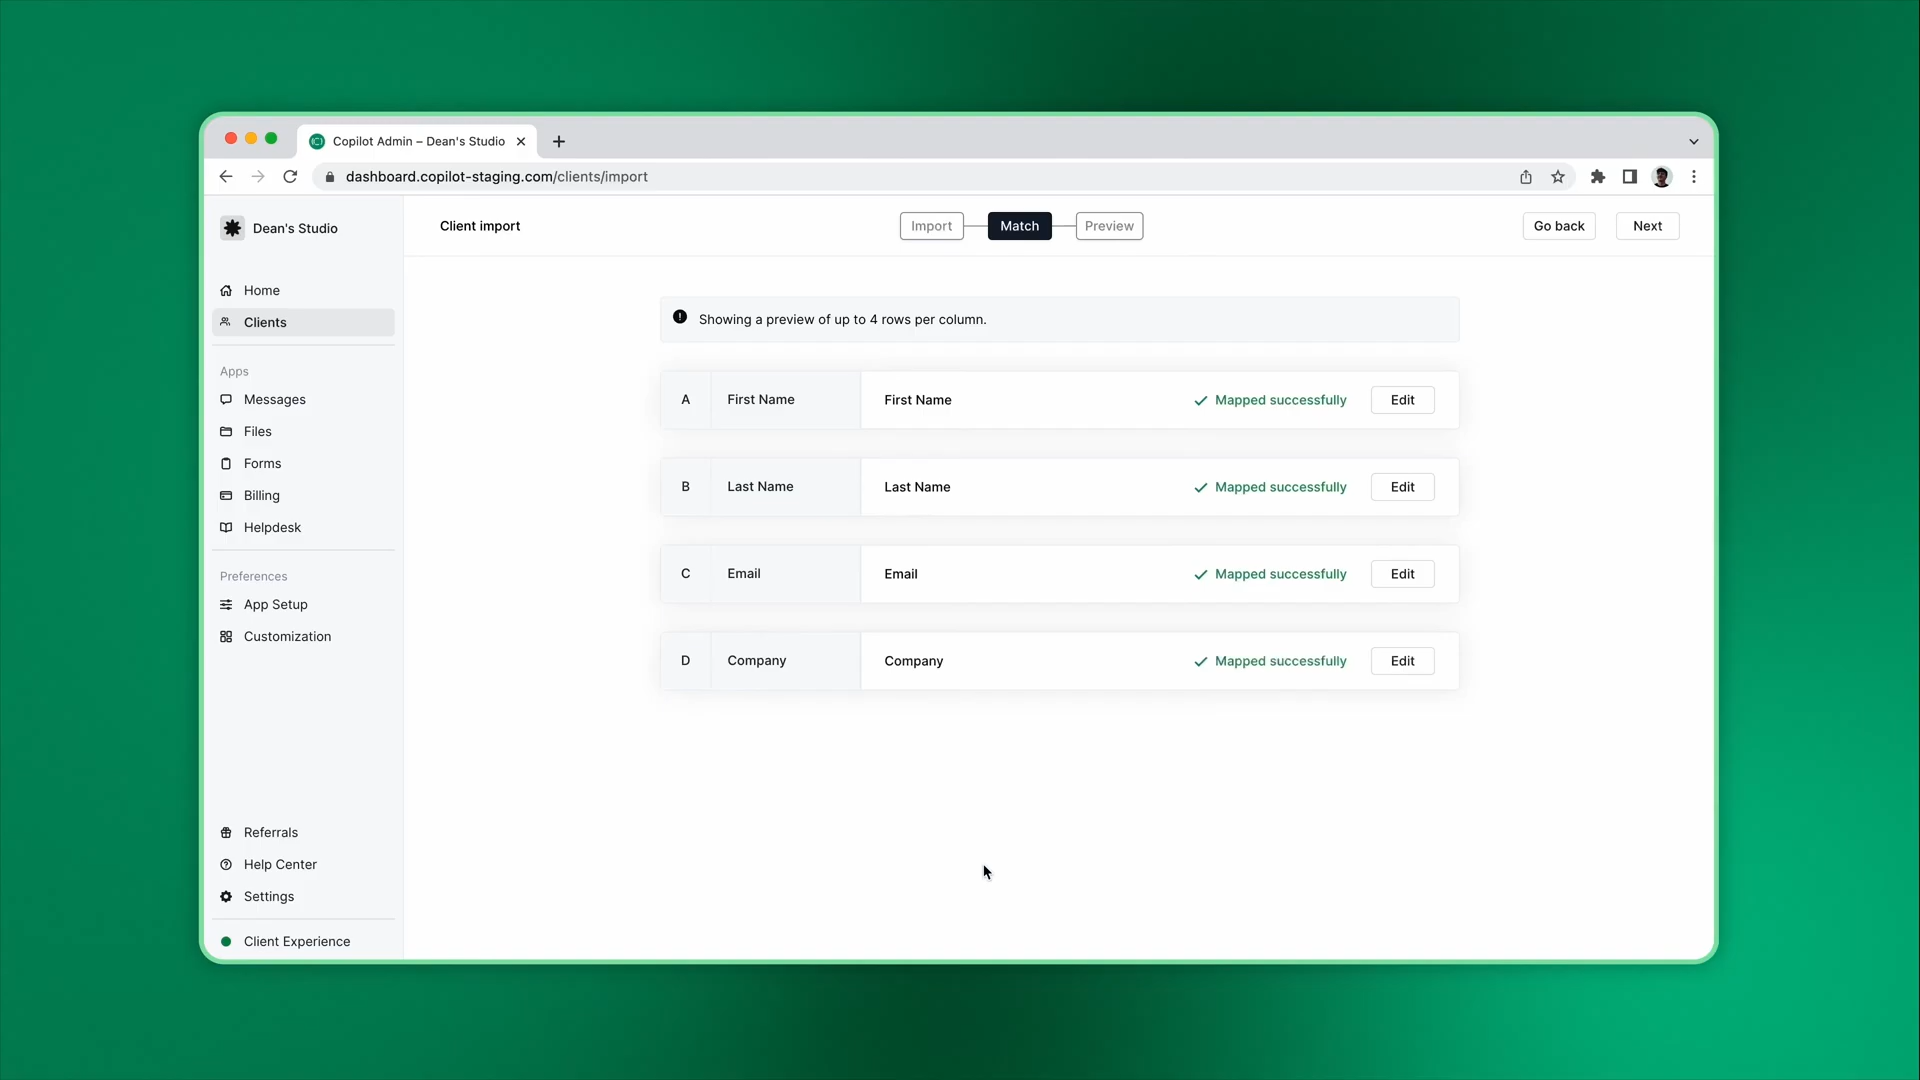 Copilot Admin – Dean's Studio
dashboard.copilot-staging.com/clients/import
Dean's Studio
Client import
Import
Match
Preview
Go back
Next
Home
Clients
Apps
Messages
Files
Forms
Billing
Helpdesk
Preferences
App Setup
Customization
Referrals
Help Center
Settings
Client Experience
Showing a preview of up to 4 rows per column.
A First Name First Name Mapped successfully Edit
B Last Name Last Name Mapped successfully Edit
C Email Email Mapped successfully Edit
D Company Company Mapped successfully Edit